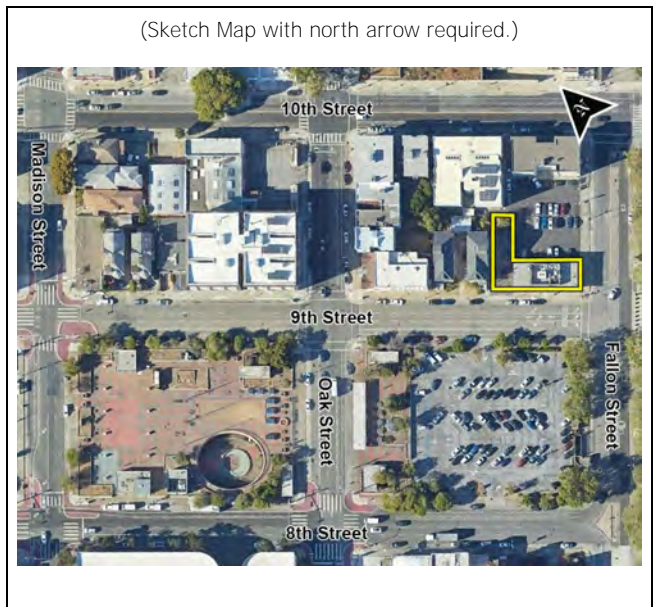 (Sketch Map with north arrow required.)
10th Street
Madison Street
N
9th Street
Oak Street
Fallon Street
8th Street